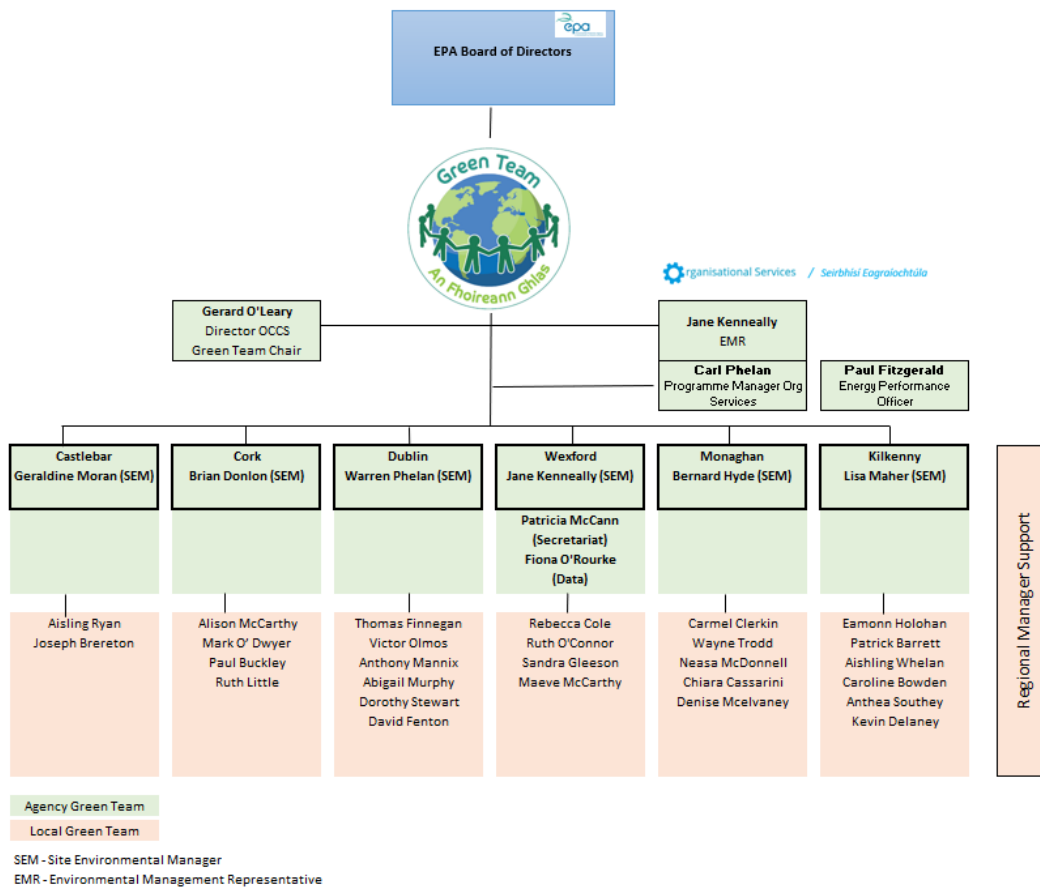 epa
EPA Board of Directors
Green Team
An Fhoireann Ghlas
rganisational Services / Seirbhísí Eagraíochtúla
Gerard O'Leary
Director OCCS
Green Team Chair
Jane Kenneally
EMR
Carl Phelan
Programme Manager Org
Services
Paul Fitzgerald
Energy Performance
Officer
Castlebar
Geraldine Moran (SEM)
Cork
Brian Donlon (SEM)
Dublin
Warren Phelan (SEM)
Wexford
Jane Kenneally (SEM)
Monaghan
Bernard Hyde (SEM)
Kilkenny
Lisa Maher (SEM)
Patricia McCann
(Secretariat)
Fiona O'Rourke
(Data)
Aisling Ryan
Joseph Brereton
Alison McCarthy
Mark O' Dwyer
Paul Buckley
Ruth Little
Thomas Finnegan
Victor Olmos
Anthony Mannix
Abigail Murphy
Dorothy Stewart
David Fenton
Rebecca Cole
Ruth O'Connor
Sandra Gleeson
Maeve McCarthy
Carmel Clerkin
Wayne Trodd
Neasa McDonnell
Chiara Cassarini
Denise Mcelvaney
Eamonn Holohan
Patrick Barrett
Aishling Whelan
Caroline Bowden
Anthea Southey
Kevin Delaney
Regional Manager Support
Agency Green Team
Local Green Team
SEM - Site Environmental Manager
EMR - Environmental Management Representative